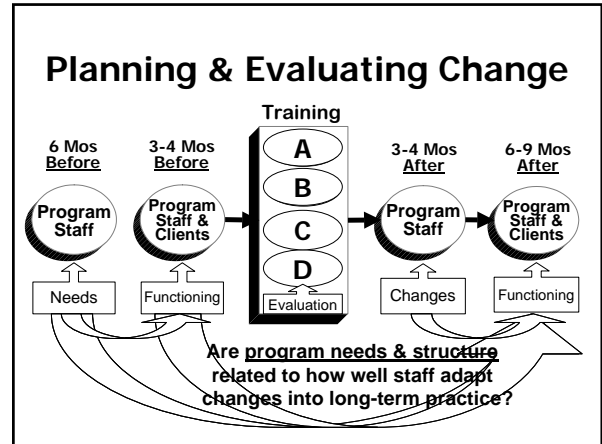 Planning & Evaluating Change
Training
6 Mos
Before
3-4 Mos
Before
3-4 Mos
After
6-9 Mos
After
A
B
C
D
Program
Staff
Program
Staff &
Clients
Program
Staff
Program
Staff &
Clients
Needs
Functioning
Evaluation
Changes
Functioning
Are program needs & structure
related to how well staff adapt
changes into long-term practice?